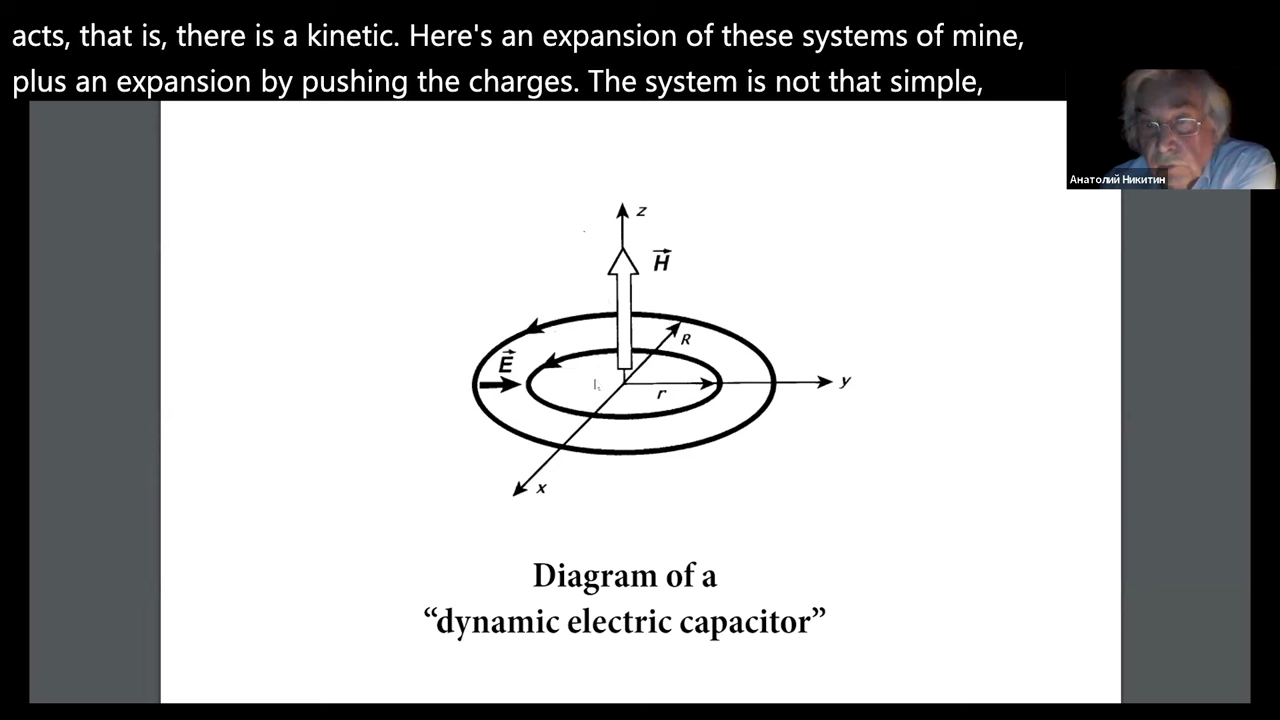 acts, that is, there is a kinetic. Here's an expansion of these systems of mine,
plus an expansion by pushing the charges. The system is not that simple,
Анатолий Никитин
z
H
R
E
r
y
x
Diagram of a
“dynamic electric capacitor”